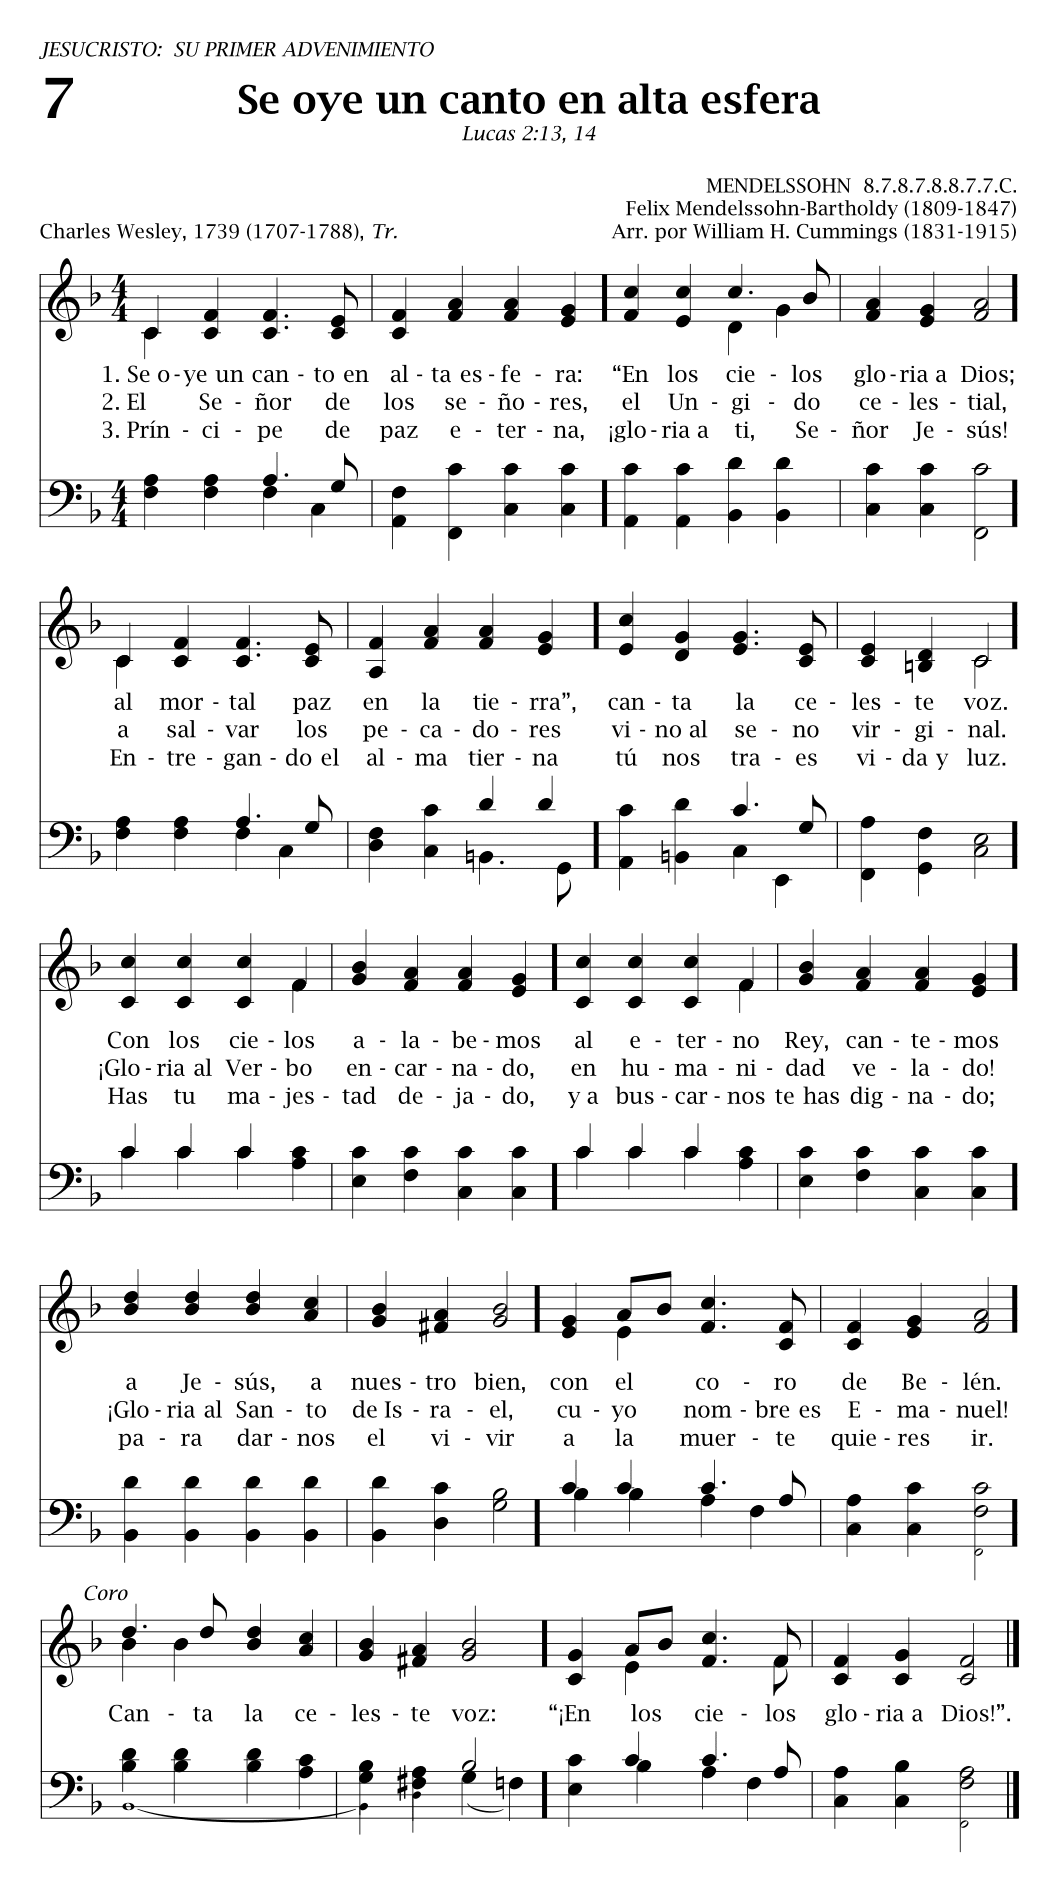 JESUCRISTO: SU PRIMER ADVENIMIENTO
7 Se oye un canto en alta esfera
Lucas 2:13, 14
MENDELSSOHN 8.7.8.7.8.8.7.7.C.
Felix Mendelssohn-Bartholdy (1809-1847)
Charles Wesley, 1739 (1707-1788), Tr. Arr. por William H. Cummings (1831-1915)
1. Se o-ye un can - to en al - ta es - fe - ra: “En los cie - los glo - ria a Dios;
2. El Se - ñor de los se - ño - res, el Un - gi - do ce - les - tial,
3. Prín - ci - pe de paz e - ter - na, ¡glo - ria a ti, Se - ñor Je - sús!
al mor - tal paz en la tie - rra”, can - ta la ce - les - te voz.
a sal - var los pe - ca - do - res vi - no al se - no vir - gi - nal.
En - tre - gan - do el al - ma tier - na tú nos tra - es vi - da y luz.
Con los cie - los a - la - be - mos al e - ter - no Rey, can - te - mos
¡Glo - ria al Ver - bo en - car - na - do, en hu - ma - ni - dad ve - la - do!
Has tu ma - jes - tad de - ja - do, y a bus - car - nos te has dig - na - do;
a Je - sús, a nues - tro bien, con el co - ro de Be - lén.
¡Glo - ria al San - to de Is - ra - el, cu - yo nom - bre es E - ma - nuel!
pa - ra dar - nos el vi - vir a la muer - te quie - res ir.
Coro
Can - ta la ce - les - te voz: “¡En los cie - los glo - ria a Dios!”.